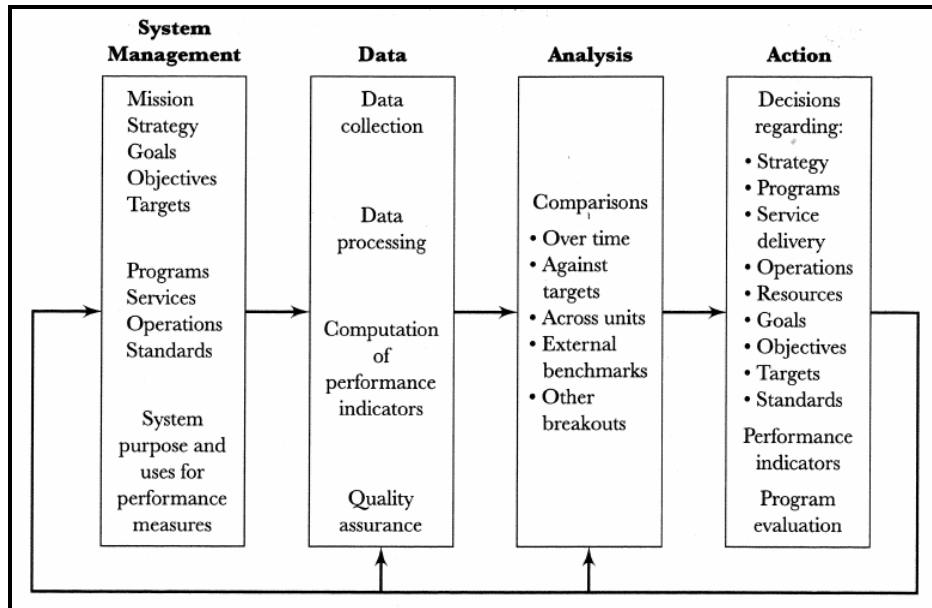 System
Management
Mission
Strategy
Goals
Objectives
Targets
Programs
Services
Operations
Standards
System
purpose and
uses for
performance
measures
Data
Data
collection
Data
processing
Computation
of
performance
indicators
Quality
assurance
Analysis
Comparisons
• Over time
• Against
targets
• Across units
• External
benchmarks
• Other
breakouts
Action
Decisions
regarding:
• Strategy
• Programs
• Service
delivery
• Operations
• Resources
• Goals
• Objectives
• Targets
• Standards
Performance
indicators
Program
evaluation